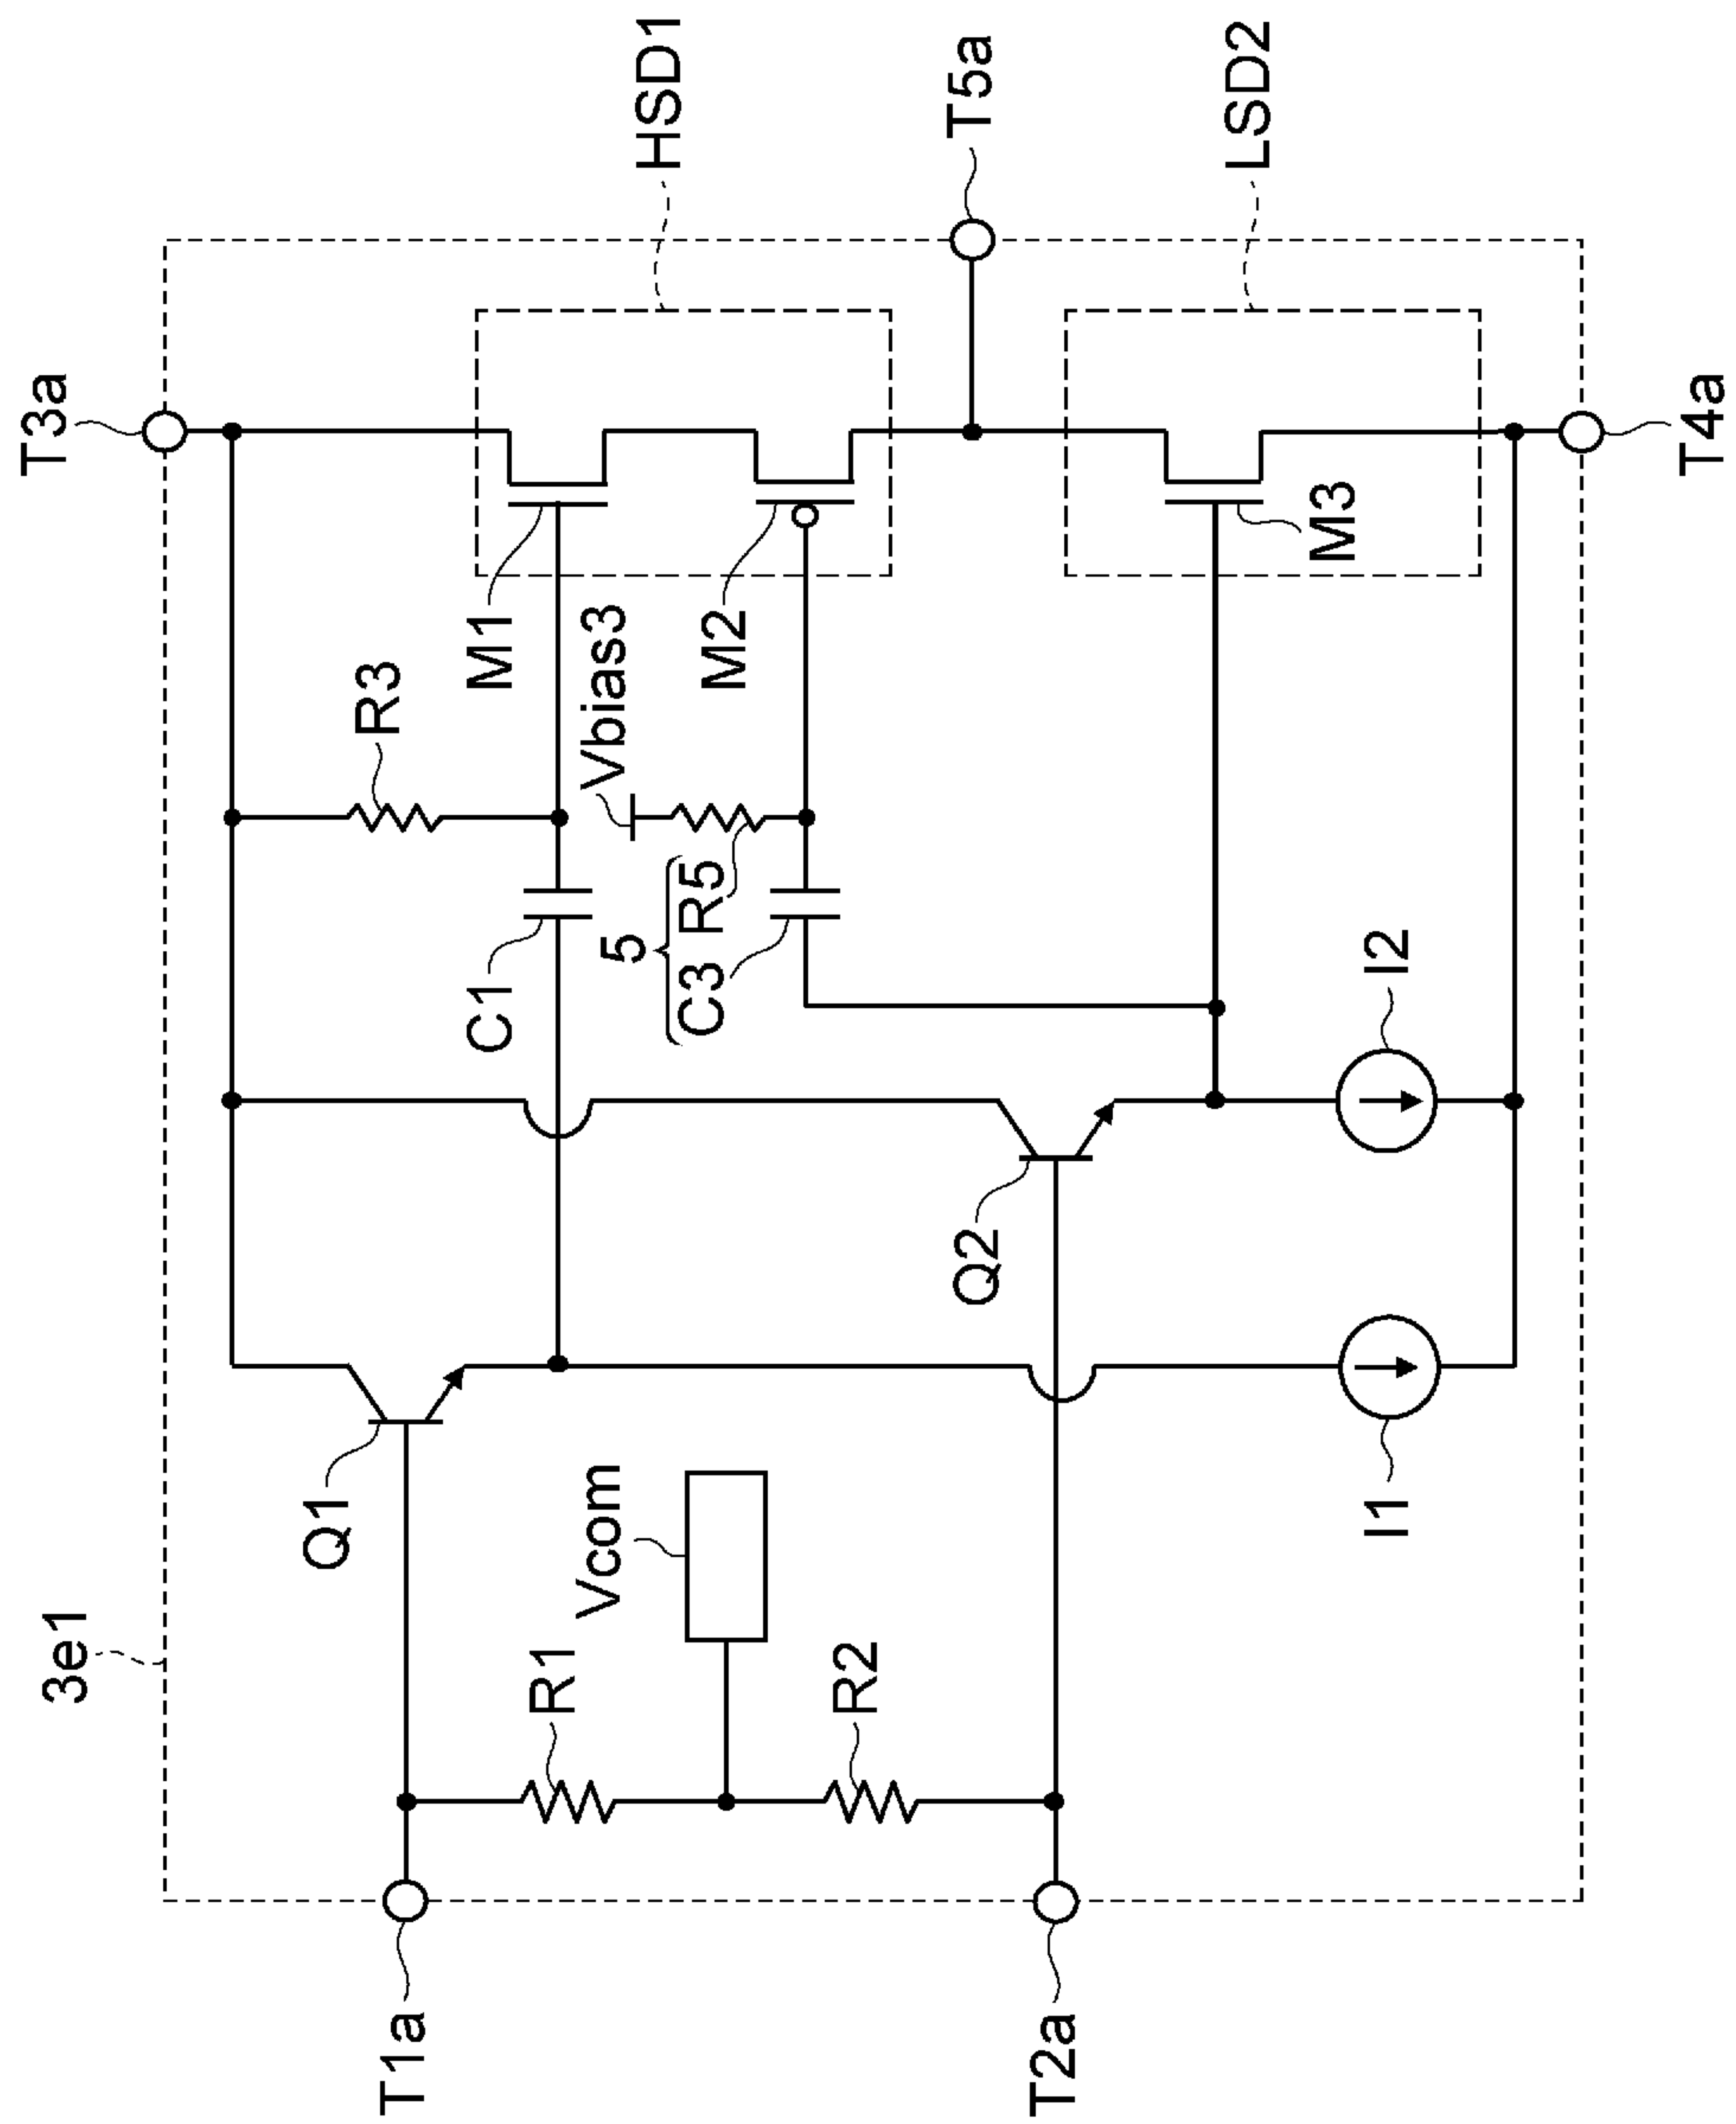 3e1
T3a
HSD1
T5a
LSD2
T4a
T1a
T2a
Q1
Q2
R1
Vcom
R2
R3
C1
M1
Vbias3
5
R5
C3
M2
M3
I1
I2